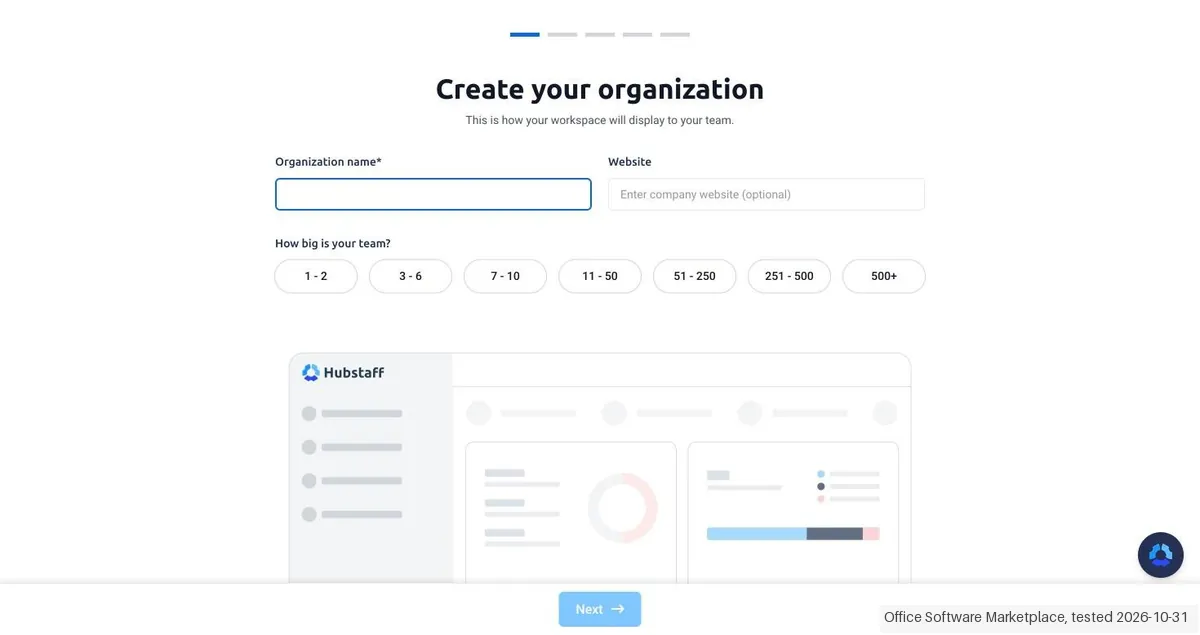 Create your organization
This is how your workspace will display to your team.
Organization name* Website
Enter company website (optional)
How big is your team?
1 - 2 3 - 6 7 - 10 11 - 50 51 - 250 251 - 500 500+
Hubstaff
Next →
Office Software Marketplace, tested 2026-10-31